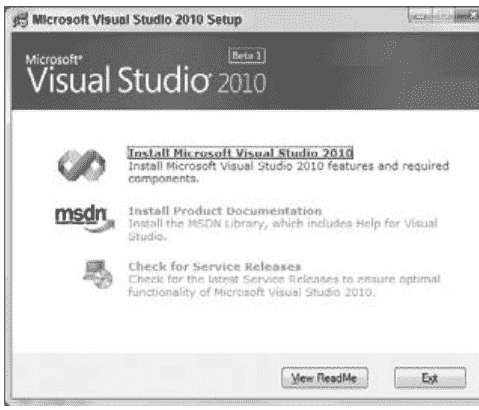 Microsoft Visual Studio 2010 Setup
Microsoft®
Visual Studio® 2010
Beta 1
Install Microsoft Visual Studio 2010
Install Microsoft Visual Studio 2010 features and required
components.
msdn
Install Product Documentation
Install the MSDN Library, which includes Help for Visual
Studio.
Check for Service Releases
Check for the latest Service Releases to ensure optimal
functionality of Microsoft Visual Studio 2010.
View ReadMe
Exit